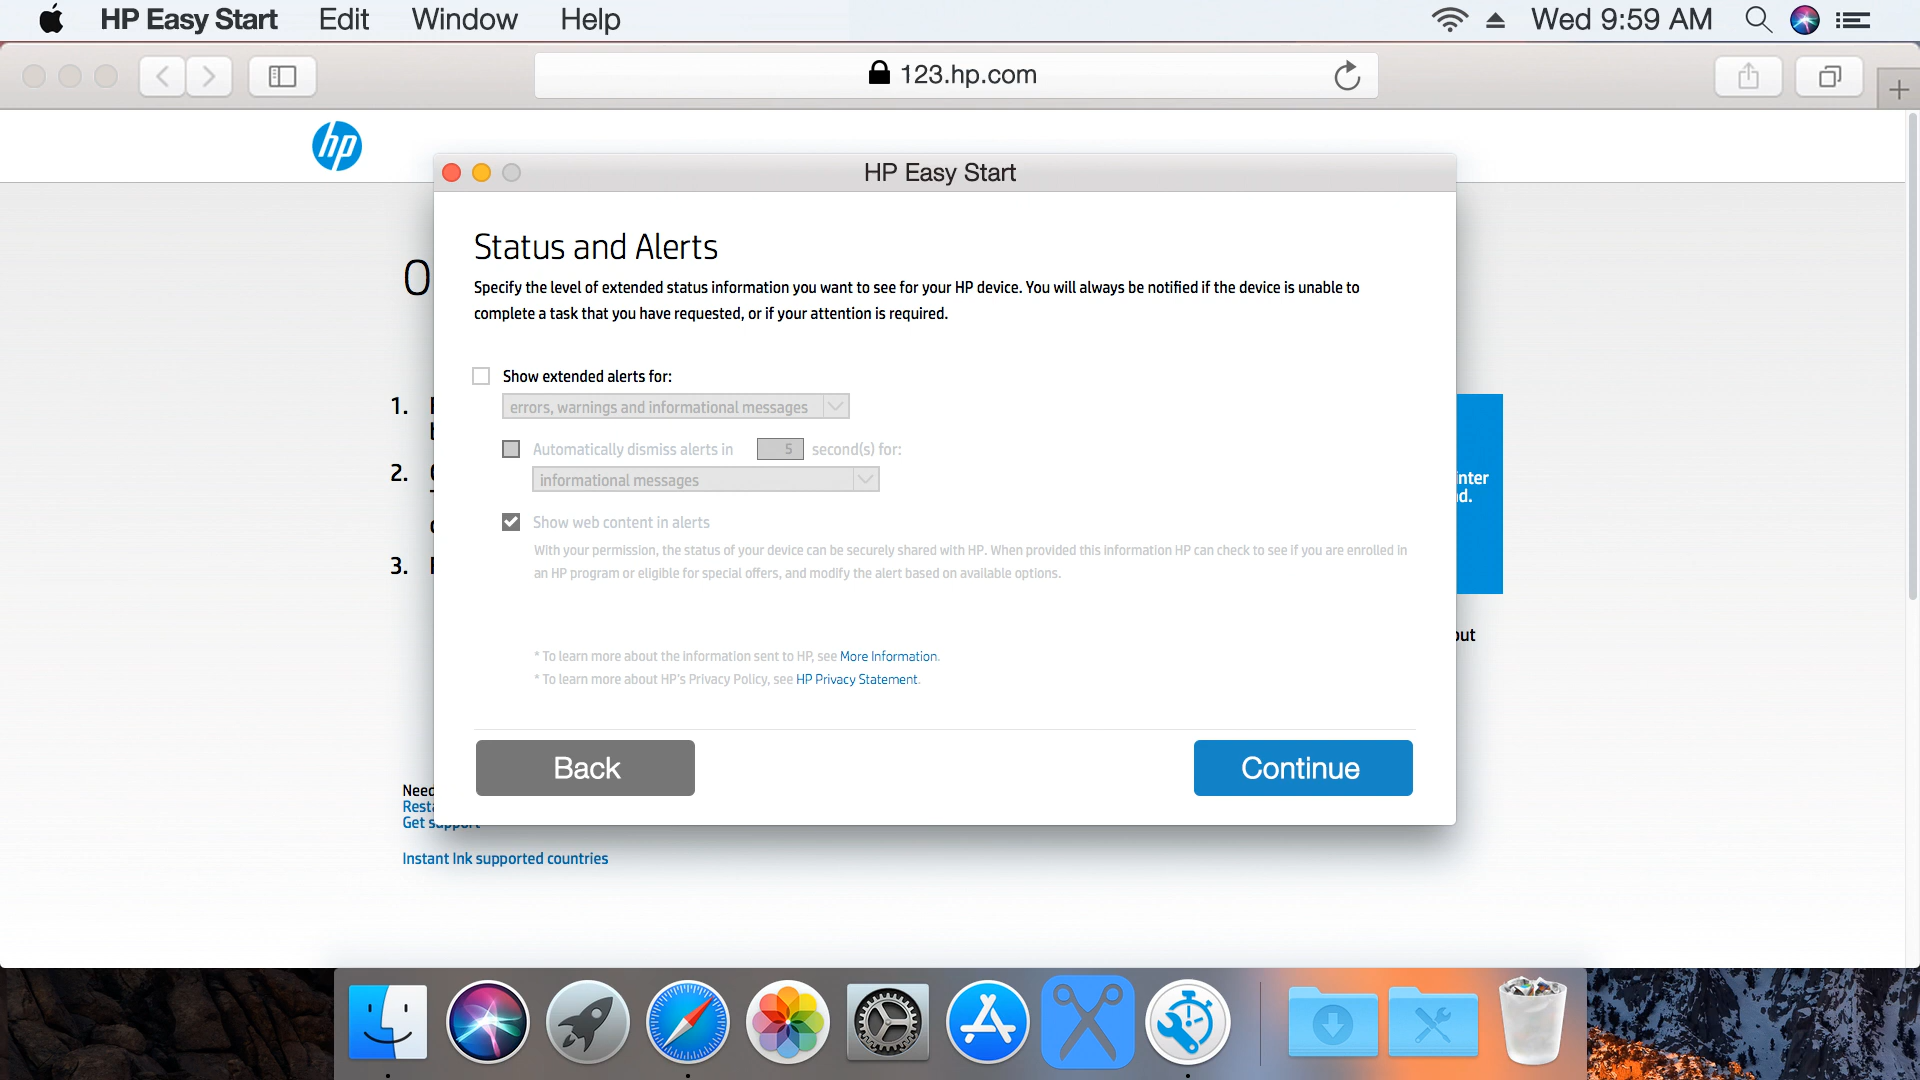 HP Easy Start Edit Window Help Wed 9:59 AM
123.hp.com
hp
HP Easy Start
Status and Alerts
Specify the level of extended status information you want to see for your HP device. You will always be notified if the device is unable to
complete a task that you have requested, or if your attention is required.
Show extended alerts for:
errors, warnings and informational messages
Automatically dismiss alerts in 5 second(s) for:
informational messages
Show web content in alerts
With your permission, the status of your device can be securely shared with HP. When provided this information HP can check to see if you are enrolled in
an HP program or eligible for special offers, and modify the alert based on available options.
* To learn more about the information sent to HP, see More Information.
* To learn more about HP's Privacy Policy, see HP Privacy Statement.
Back Continue
1.
2.
3.
Need
Get support
Instant Ink supported countries